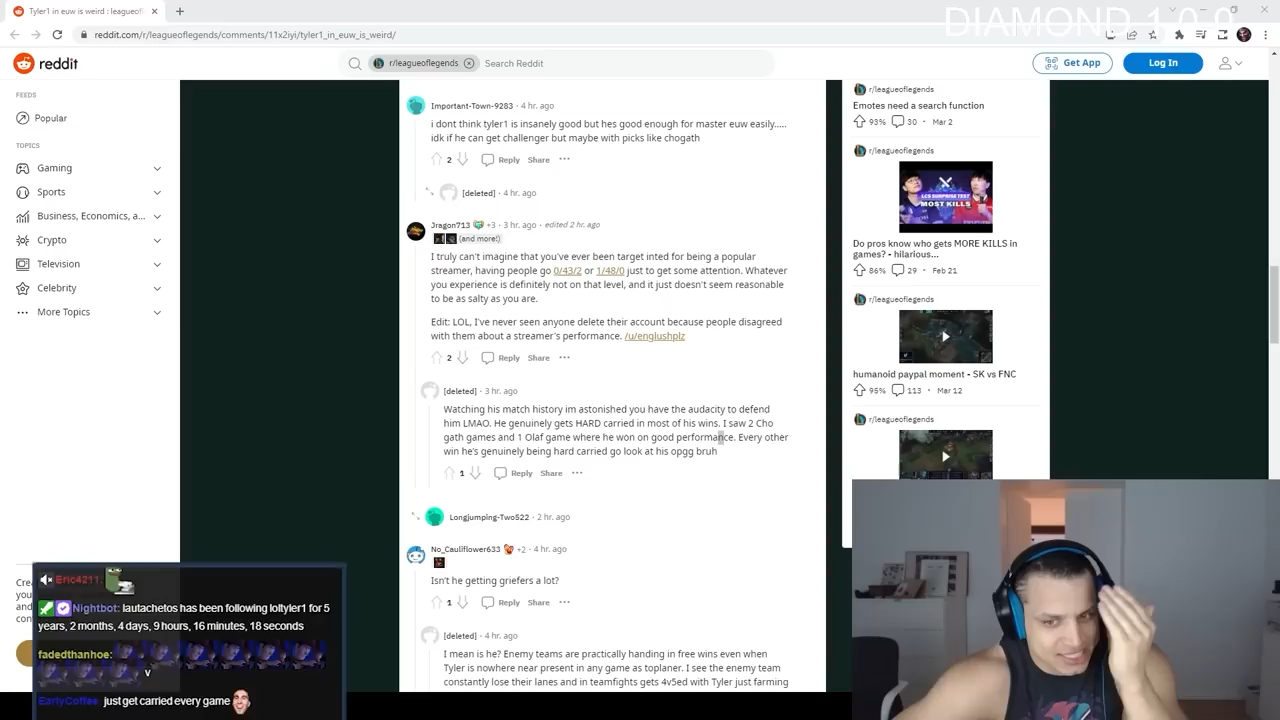 Tyler1 in euw is weird : leagueofl
DIAMOND 1 0 0
reddit.com/r/leagueoflegends/comments/11x2iyi/tyler1_in_euw_is_weird/
reddit
r/leagueoflegends
Search Reddit
Get App
Log In
FEEDS
Popular
TOPICS
Gaming
Sports
Business, Economics, a...
Crypto
Television
Celebrity
More Topics
Important-Town-9283 · 4 hr. ago
i dont think tyler1 is insanely good but hes good enough for master euw easily.....
idk if he can get challenger but maybe with picks like chogath
2 Reply Share ···
[deleted] · 4 hr. ago
Jragon713 +3 · 3 hr. ago · edited 2 hr. ago
(and more!)
I truly can't imagine that you've ever been target inted for being a popular
streamer, having people go 0/43/2 or 1/48/0 just to get some attention. Whatever
you experience is definitely not on that level, and it just doesn't seem reasonable
to be as salty as you are.
Edit: LOL, I've never seen anyone delete their account because people disagreed
with them about a streamer's performance. /u/englushplz
2 Reply Share ···
[deleted] · 3 hr. ago
Watching his match history im astonished you have the audacity to defend
him LMAO. He genuinely gets HARD carried in most of his wins. I saw 2 Cho
gath games and 1 Olaf game where he won on good performance. Every other
win he's genuinely being hard carried go look at his opgg bruh
1 Reply Share ···
Longjumping-Two522 · 2 hr. ago
No_Cauliflower633 +2 · 4 hr. ago
Isn't he getting griefers a lot?
1 Reply Share ···
[deleted] · 4 hr. ago
I mean is he? Enemy teams are practically handing in free wins even when
Tyler is nowhere near present in any game as toplaner. I see the enemy team
constantly lose their lanes and in teamfights gets 4v5ed with Tyler just farming
r/leagueoflegends
Emotes need a search function
93% 30 · Mar 2
r/leagueoflegends
LCS SURPRISE TEST
MOST KILLS
Do pros know who gets MORE KILLS in
games? - hilarious...
86% 29 · Feb 21
r/leagueoflegends
humanoid paypal moment - SK vs FNC
95% 113 · Mar 12
r/leagueoflegends
Crea
you
com
Eric4211:
Nightbot: lautachetos has been following loltyler1 for 5
years, 2 months, 4 days, 9 hours, 16 minutes, 18 seconds
fadedthanhoe:
v
EarlyCoffee: just get carried every game